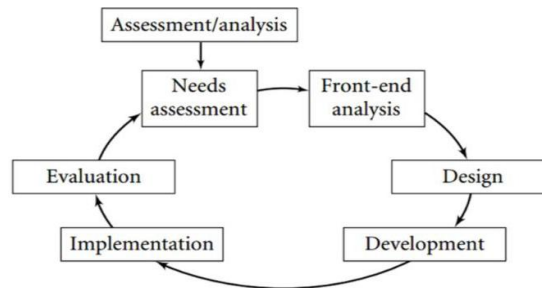 Assessment/analysis
Needs
assessment
Front-end
analysis
Evaluation
Design
Implementation
Development